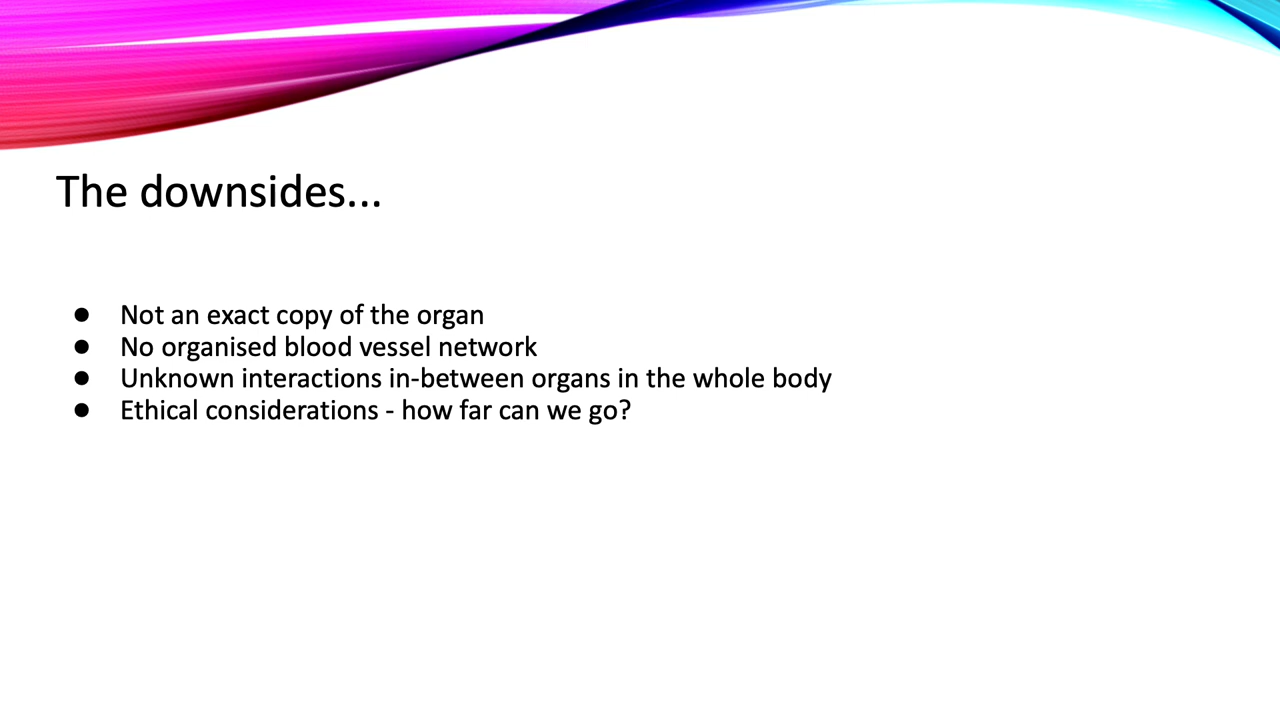 The downsides...
● Not an exact copy of the organ
● No organised blood vessel network
● Unknown interactions in-between organs in the whole body
● Ethical considerations - how far can we go?